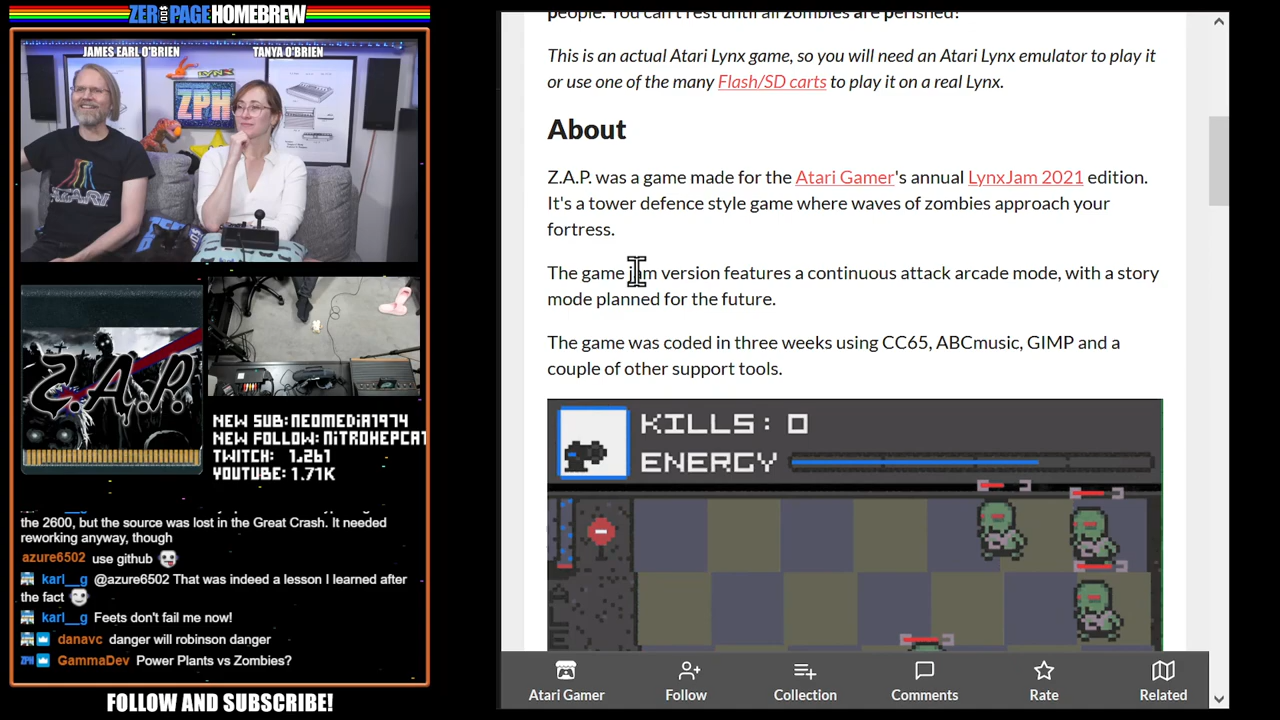 ZER PAGE HOMEBREW
JAMES EARL O'BRIEN
TANYA O'BRIEN
LYNX
ZPH
ATARI
Z.A.P.
NEW SUB:NEOMEDIA1974
NEW FOLLOW:NITROHEPCAT
TWITCH: 1,261
YOUTUBE: 1.71K
the 2600, but the source was lost in the Great Crash. It needed
reworking anyway, though
azure6502 use github
karl__g @azure6502 That was indeed a lesson I learned after
the fact
karl__g Feets don't fail me now!
danavc danger will robinson danger
GammaDev Power Plants vs Zombies?
FOLLOW AND SUBSCRIBE!
people. You can't rest until all zombies are perished!
This is an actual Atari Lynx game, so you will need an Atari Lynx emulator to play it
or use one of the many Flash/SD carts to play it on a real Lynx.
About
Z.A.P. was a game made for the Atari Gamer's annual LynxJam 2021 edition.
It's a tower defence style game where waves of zombies approach your
fortress.
The game jam version features a continuous attack arcade mode, with a story
mode planned for the future.
The game was coded in three weeks using CC65, ABCmusic, GIMP and a
couple of other support tools.
KILLS: 0
ENERGY
Atari Gamer
Follow
Collection
Comments
Rate
Related